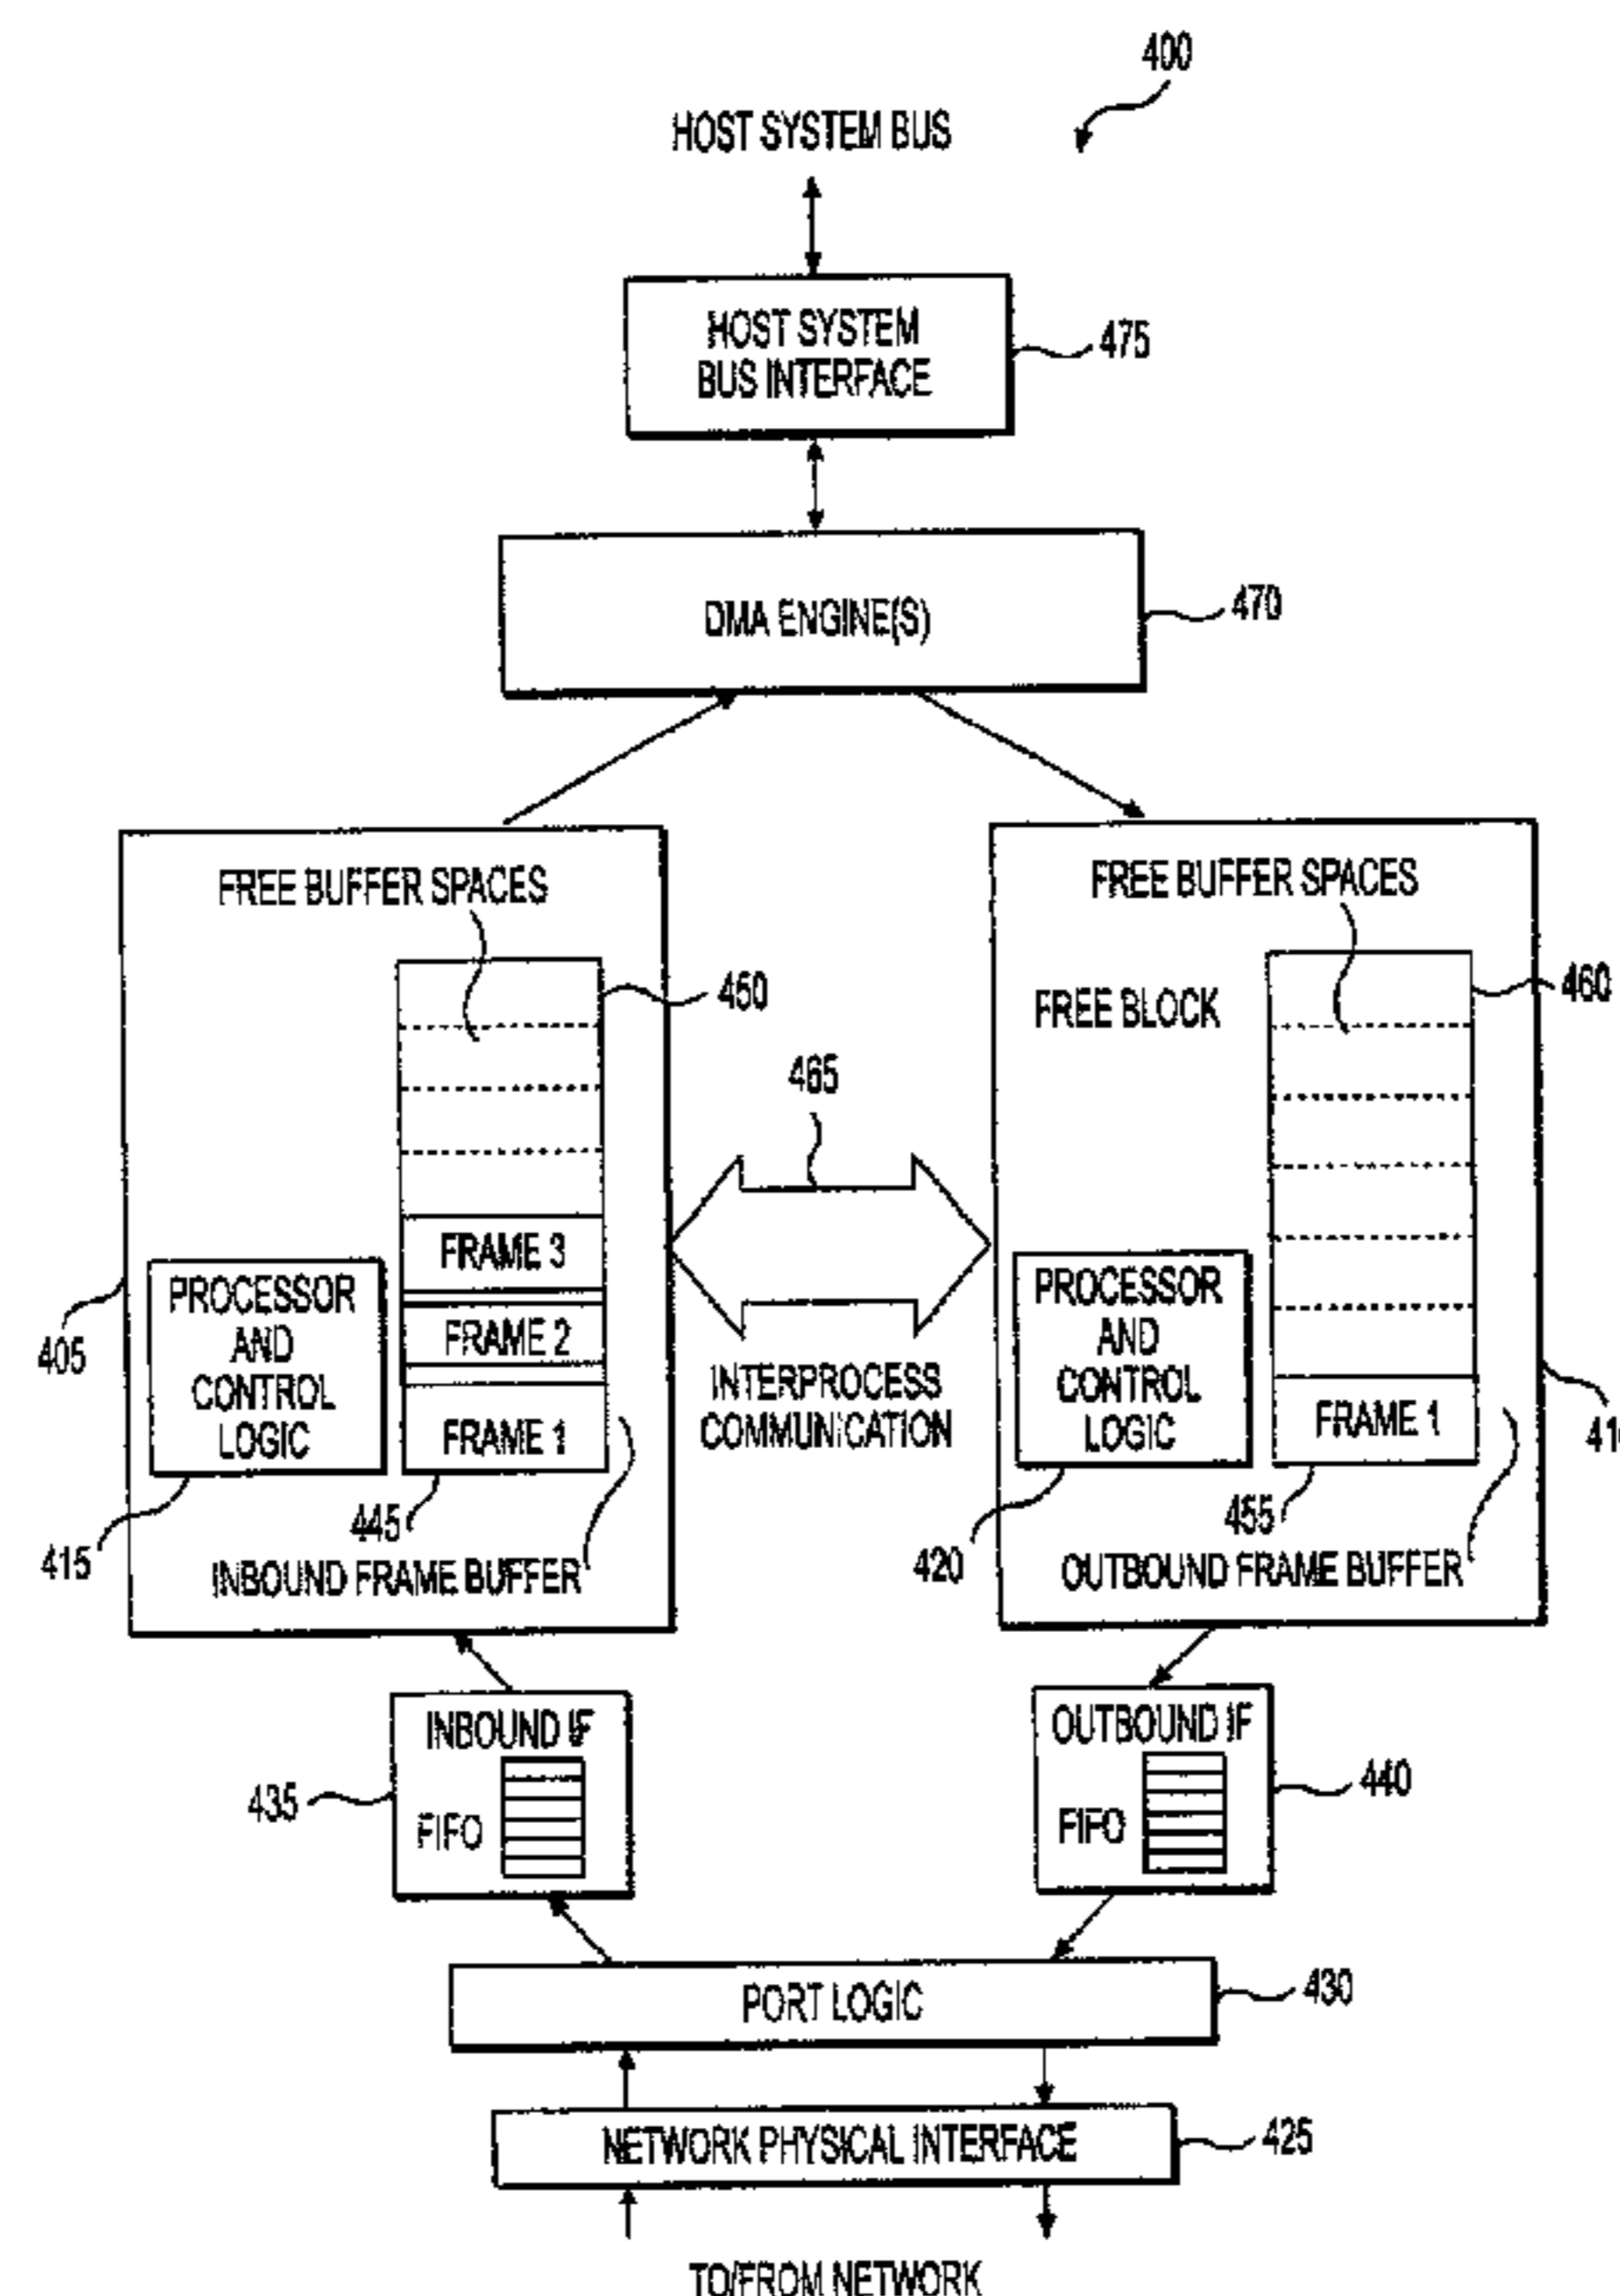 400
HOST SYSTEM BUS
HOST SYSTEM
BUS INTERFACE
475
DMA ENGINE(S)
470
FREE BUFFER SPACES
450
FRAME 3
FRAME 2
FRAME 1
PROCESSOR
AND
CONTROL
LOGIC
405
415
445
INBOUND FRAME BUFFER
465
INTERPROCESS
COMMUNICATION
FREE BUFFER SPACES
FREE BLOCK
460
PROCESSOR
AND
CONTROL
LOGIC
FRAME 1
420
455
OUTBOUND FRAME BUFFER
INBOUND IF
FIFO
435
OUTBOUND IF
FIFO
440
PORT LOGIC
430
NETWORK PHYSICAL INTERFACE
425
TO/FROM NETWORK